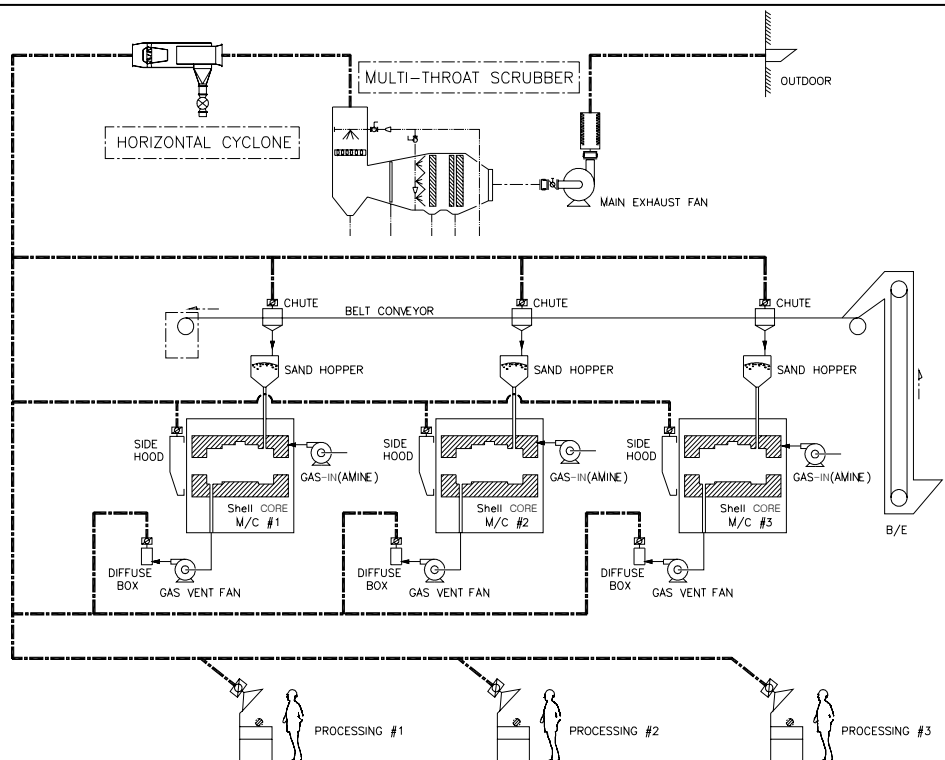 MULTI-THROAT SCRUBBER
OUTDOOR
HORIZONTAL CYCLONE
MAIN EXHAUST FAN
CHUTE
CHUTE
CHUTE
BELT CONVEYOR
SAND HOPPER
SAND HOPPER
SAND HOPPER
SIDE
HOOD
GAS-IN(AMINE)
SIDE
HOOD
GAS-IN(AMINE)
SIDE
HOOD
GAS-IN(AMINE)
Shell CORE
M/C #1
Shell CORE
M/C #2
Shell CORE
M/C #3
B/E
DIFFUSE
BOX
GAS VENT FAN
DIFFUSE
BOX
GAS VENT FAN
DIFFUSE
BOX
GAS VENT FAN
PROCESSING #1
PROCESSING #2
PROCESSING #3